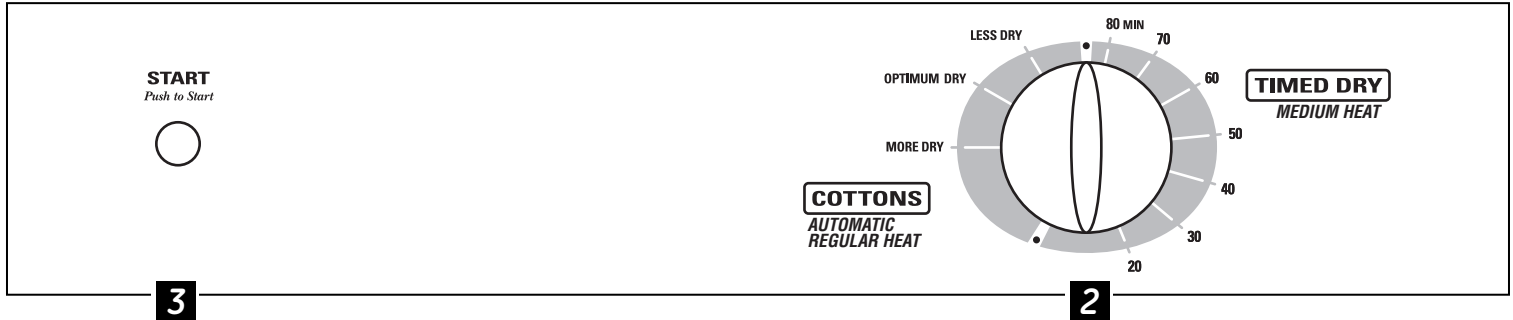 START
Push to Start
LESS DRY
OPTIMUM DRY
MORE DRY
COTTONS
AUTOMATIC
REGULAR HEAT
80 MIN
70
60
50
40
30
20
TIMED DRY
MEDIUM HEAT
3
2